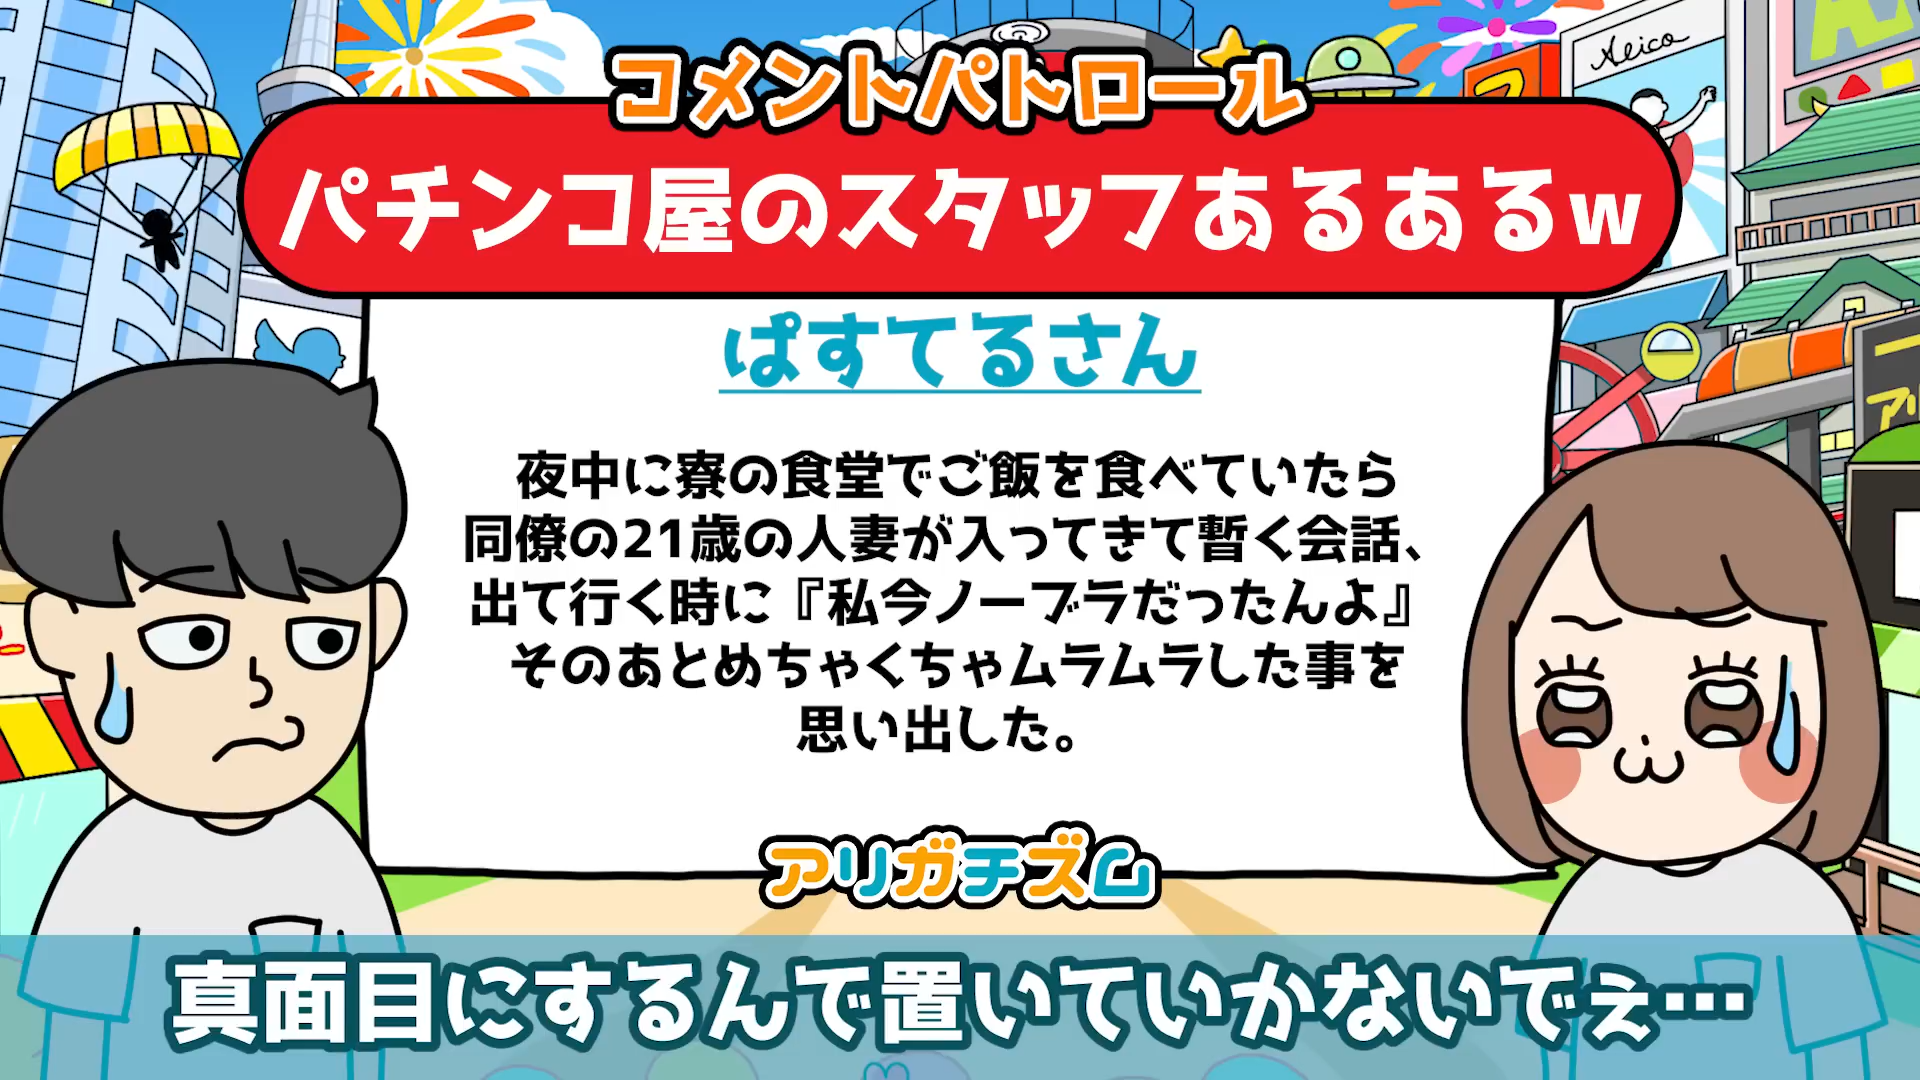 コメントパトロール
Aeico
パチンコ屋のスタッフあるあるw
ぱすてるさん
夜中に寮の食堂でご飯を食べていたら
同僚の21歳の人妻が入ってきて暫く会話、
出て行く時に『私今ノーブラだったんよ』
そのあとめちゃくちゃムラムラした事を
思い出した。
アリガチズム
真面目にするんで置いていかないでぇ…